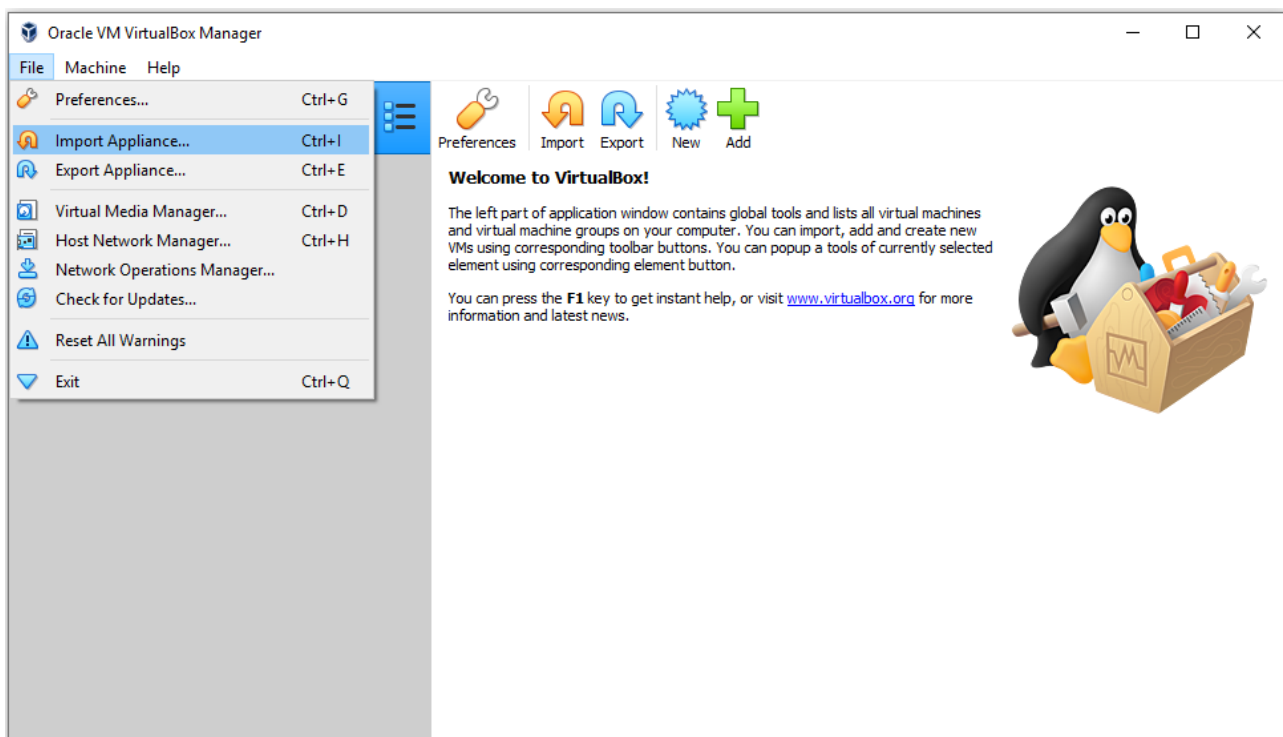 Oracle VM VirtualBox Manager
File Machine Help
Preferences... Ctrl+G
Import Appliance... Ctrl+I
Export Appliance... Ctrl+E
Virtual Media Manager... Ctrl+D
Host Network Manager... Ctrl+H
Network Operations Manager...
Check for Updates...
Reset All Warnings
Exit Ctrl+Q
Preferences Import Export New Add
Welcome to VirtualBox!
The left part of application window contains global tools and lists all virtual machines
and virtual machine groups on your computer. You can import, add and create new
VMs using corresponding toolbar buttons. You can popup a tools of currently selected
element using corresponding element button.
You can press the F1 key to get instant help, or visit www.virtualbox.org for more
information and latest news.